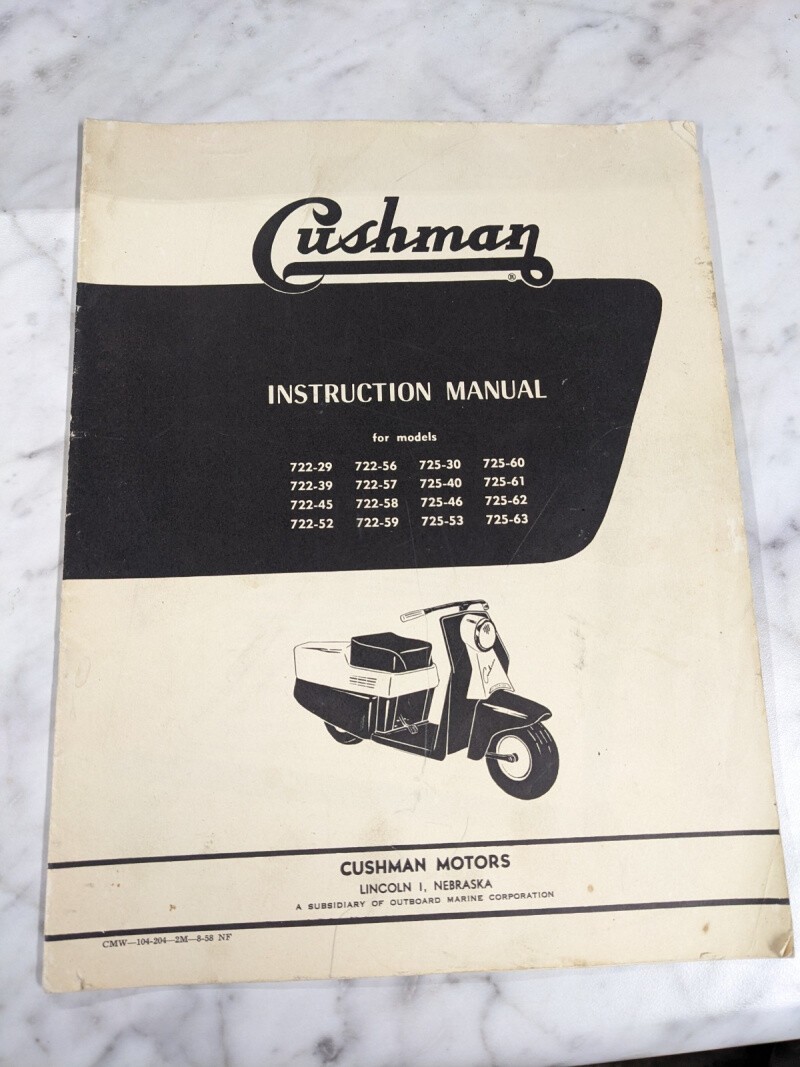 Cushman
®
INSTRUCTION MANUAL
for models
722-29 722-56 725-30 725-60
722-39 722-57 725-40 725-61
722-45 722-58 725-46 725-62
722-52 722-59 725-53 725-63
CUSHMAN MOTORS
LINCOLN 1, NEBRASKA
A SUBSIDIARY OF OUTBOARD MARINE CORPORATION
CMW—104-204—2M—8-58 NF